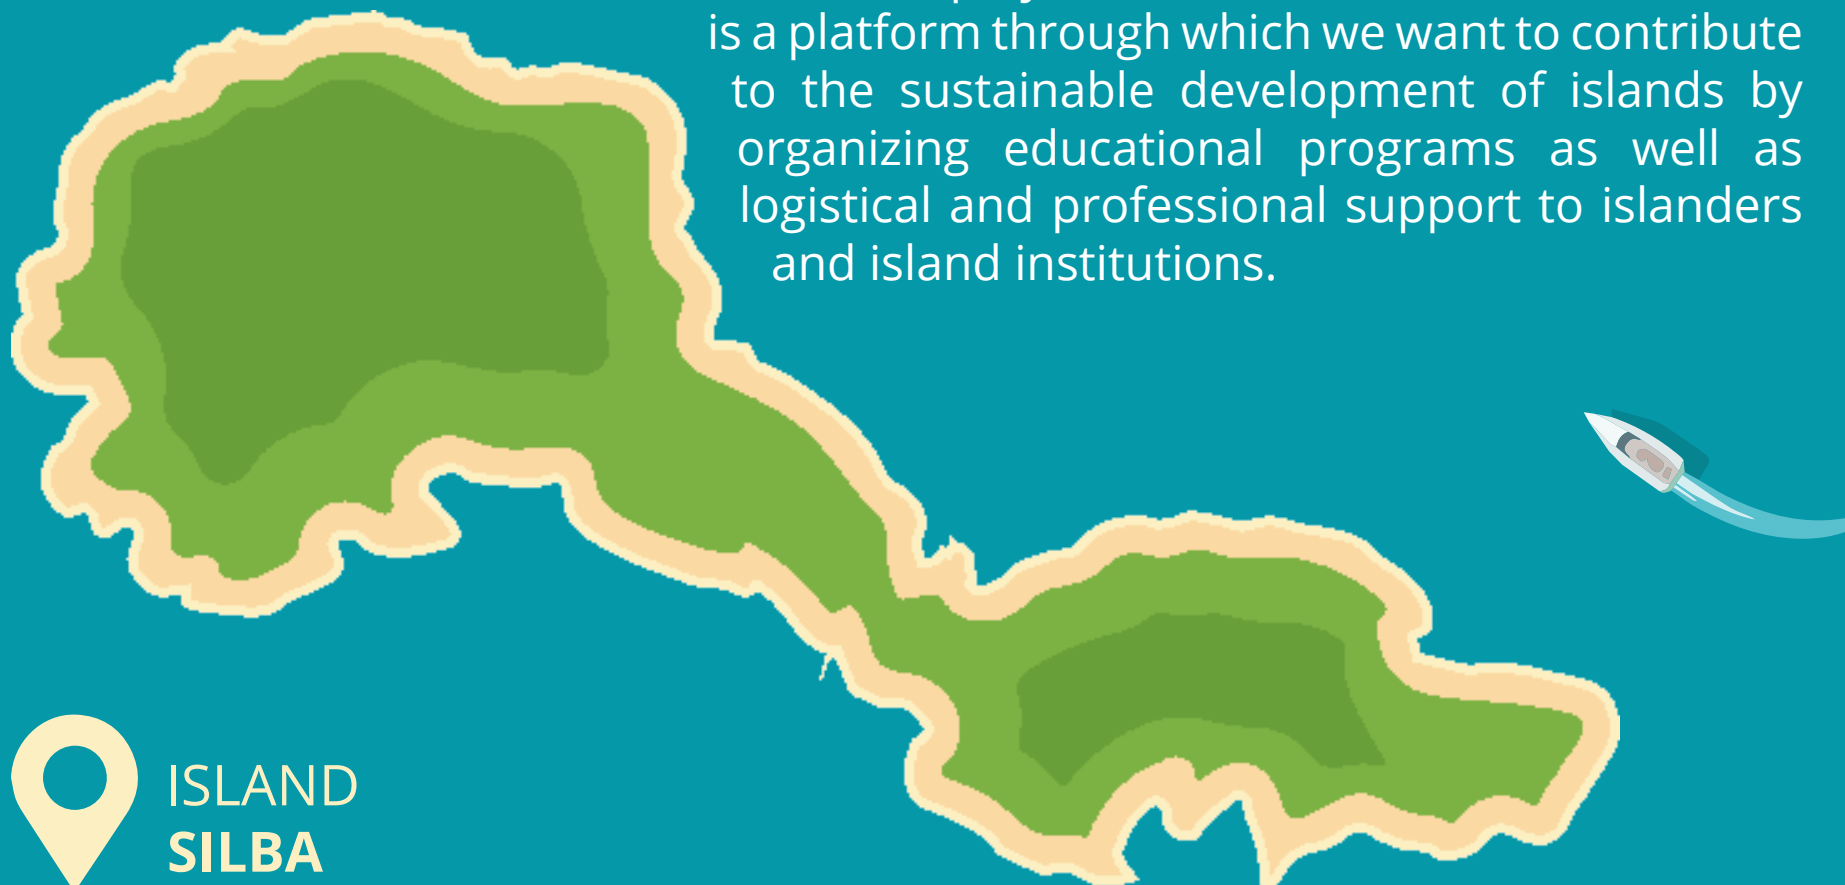 is a platform through which we want to contribute
to the sustainable development of islands by
organizing educational programs as well as
logistical and professional support to islanders
and island institutions.
ISLAND
SILBA